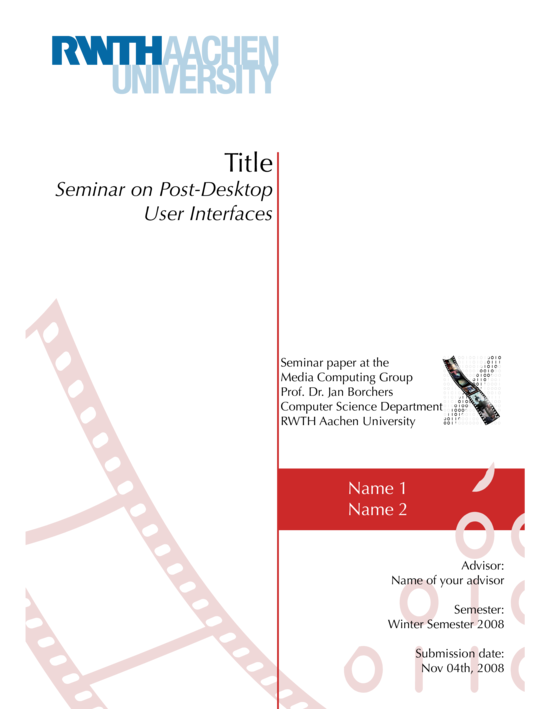 RWTHAACHEN
UNIVERSITY
Title
Seminar on Post-Desktop
User Interfaces
Seminar paper at the
Media Computing Group
Prof. Dr. Jan Borchers
Computer Science Department
RWTH Aachen University
Name 1
Name 2
Advisor:
Name of your advisor
Semester:
Winter Semester 2008
Submission date:
Nov 04th, 2008